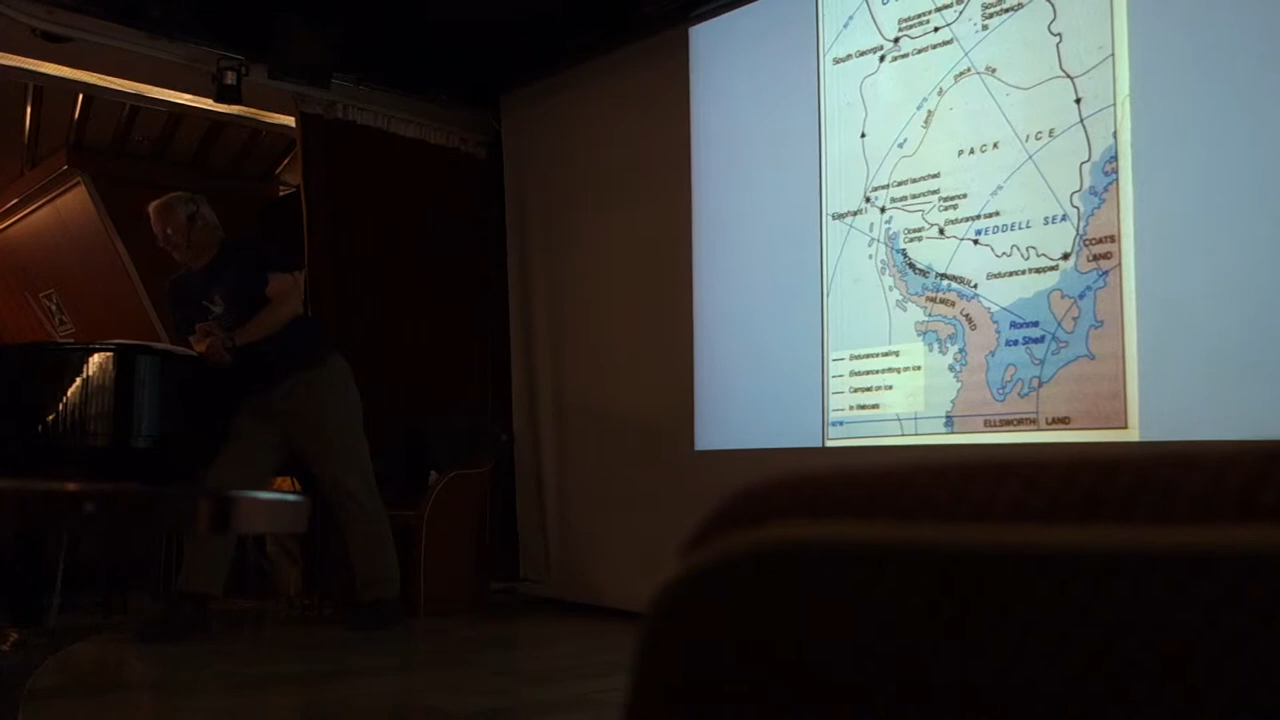 Endurance sailed to
Antarctica
South
Sandwich
Is
South Georgia
James Caird landed
Limit of pack ice
PACK ICE
James Caird launched
Boats launched
Elephant I
Patience
Camp
Endurance sank
Ocean
Camp
WEDDELL SEA
Endurance trapped
COATS
LAND
ANTARCTIC PENINSULA
PALMER LAND
Ronne
Ice Shelf
Endurance sailing
Endurance drifting on ice
Camped on ice
In lifeboats
ELLSWORTH LAND